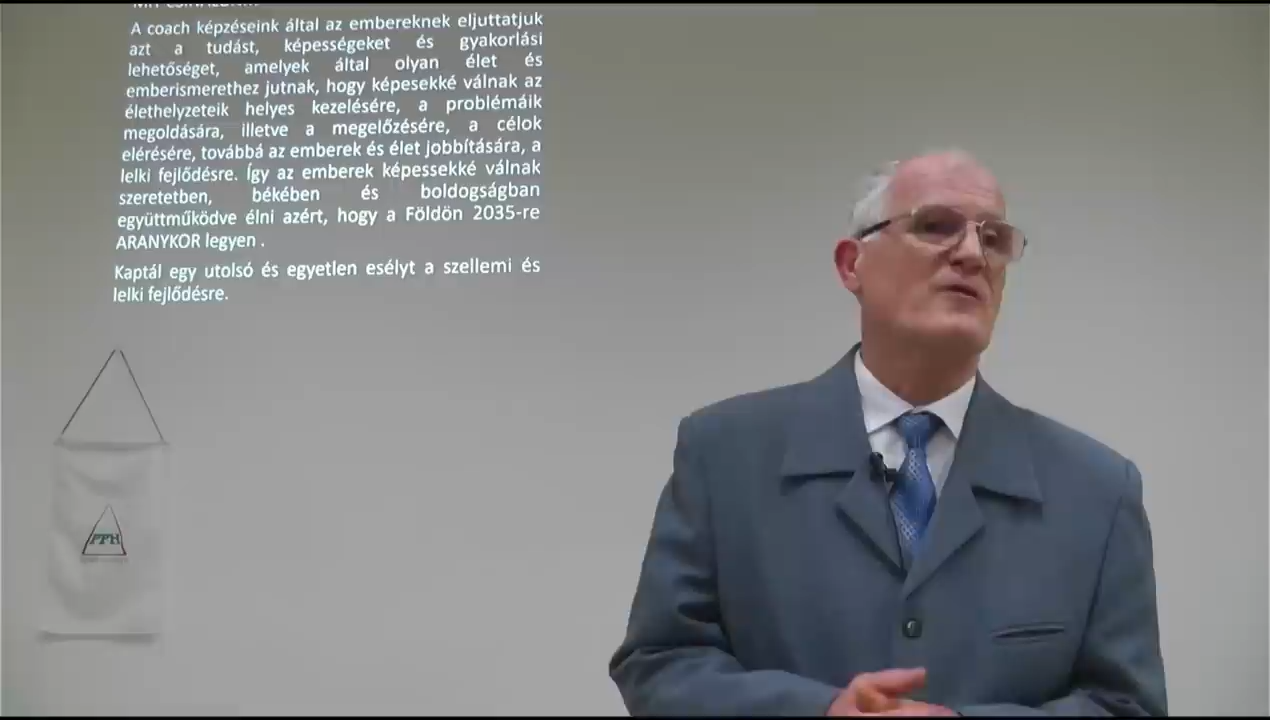 A coach képzéseink által az embereknek eljuttatjuk
azt a tudást, képességeket és gyakorlási
lehetőséget, amelyek által olyan élet és
emberismerethez jutnak, hogy képesekké válnak az
élethelyzeteik helyes kezelésére, a problémáik
megoldására, illetve a megelőzésére, a célok
elérésére, továbbá az emberek és élet jobbítására, a
lelki fejlődésre. Így az emberek képessekké válnak
szeretetben, békében és boldogságban
együttműködve élni azért, hogy a Földön 2035-re
ARANYKOR legyen .
Kaptál egy utolsó és egyetlen esélyt a szellemi és
lelki fejlődésre.
PPH